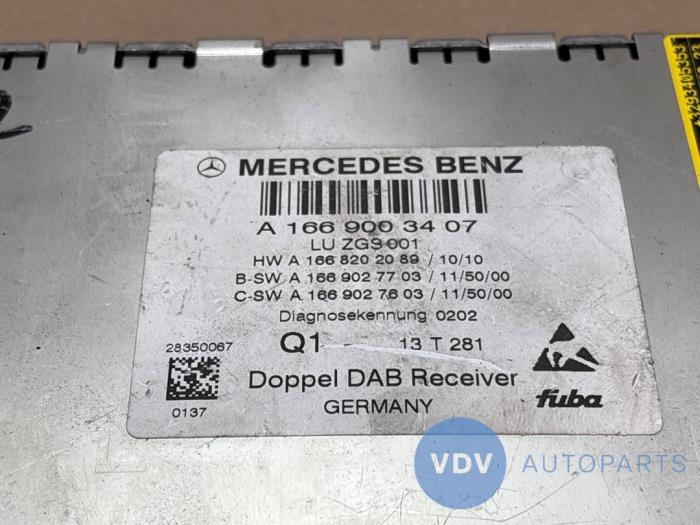 MERCEDES BENZ
A 166 900 34 07
LU ZGS 001
HW A 166 820 20 89 / 10/10
B-SW A 166 902 77 03 / 11/50/00
C-SW A 166 902 76 03 / 11/50/00
Diagnosekennung 0202
28350067
Q1 13 T 281
0137
Doppel DAB Receiver
GERMANY
fuba
VDV AUTOPARTS